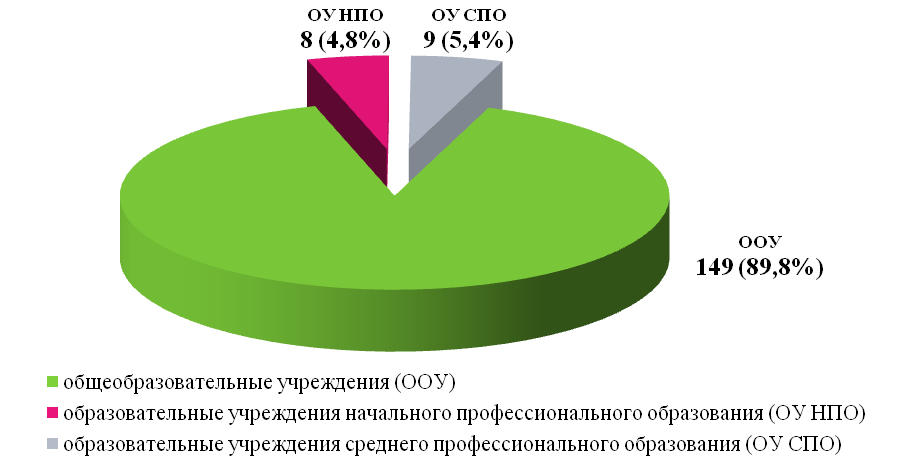 ОУ НПО
8 (4,8%)
ОУ СПО
9 (5,4%)
ООУ
149 (89,8%)
общеобразовательные учреждения (ООУ)
образовательные учреждения начального профессионального образования (ОУ НПО)
образовательные учреждения среднего профессионального образования (ОУ СПО)